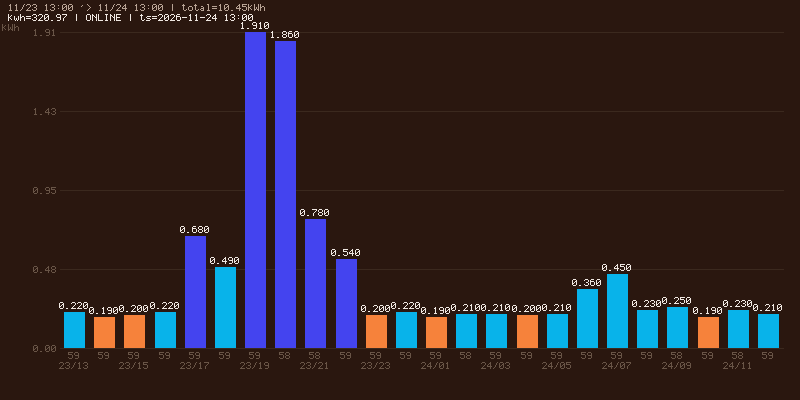 11/23 13:00 -> 11/24 13:00 | total=10.45KWh
Kwh=320.97 | ONLINE | ts=2026-11-24 13:00
KWh
1.91
1.43
0.95
0.48
0.00
0.220 0.190 0.200 0.220 0.680 0.490 1.910 1.860 0.780 0.540 0.200 0.220 0.190 0.210 0.210 0.200 0.210 0.360 0.450 0.230 0.250 0.190 0.230 0.210
59 59 59 59 59 59 59 58 58 59 59 59 59 58 59 59 59 59 59 59 58 59 58 59
23/13 23/15 23/17 23/19 23/21 23/23 24/01 24/03 24/05 24/07 24/09 24/11